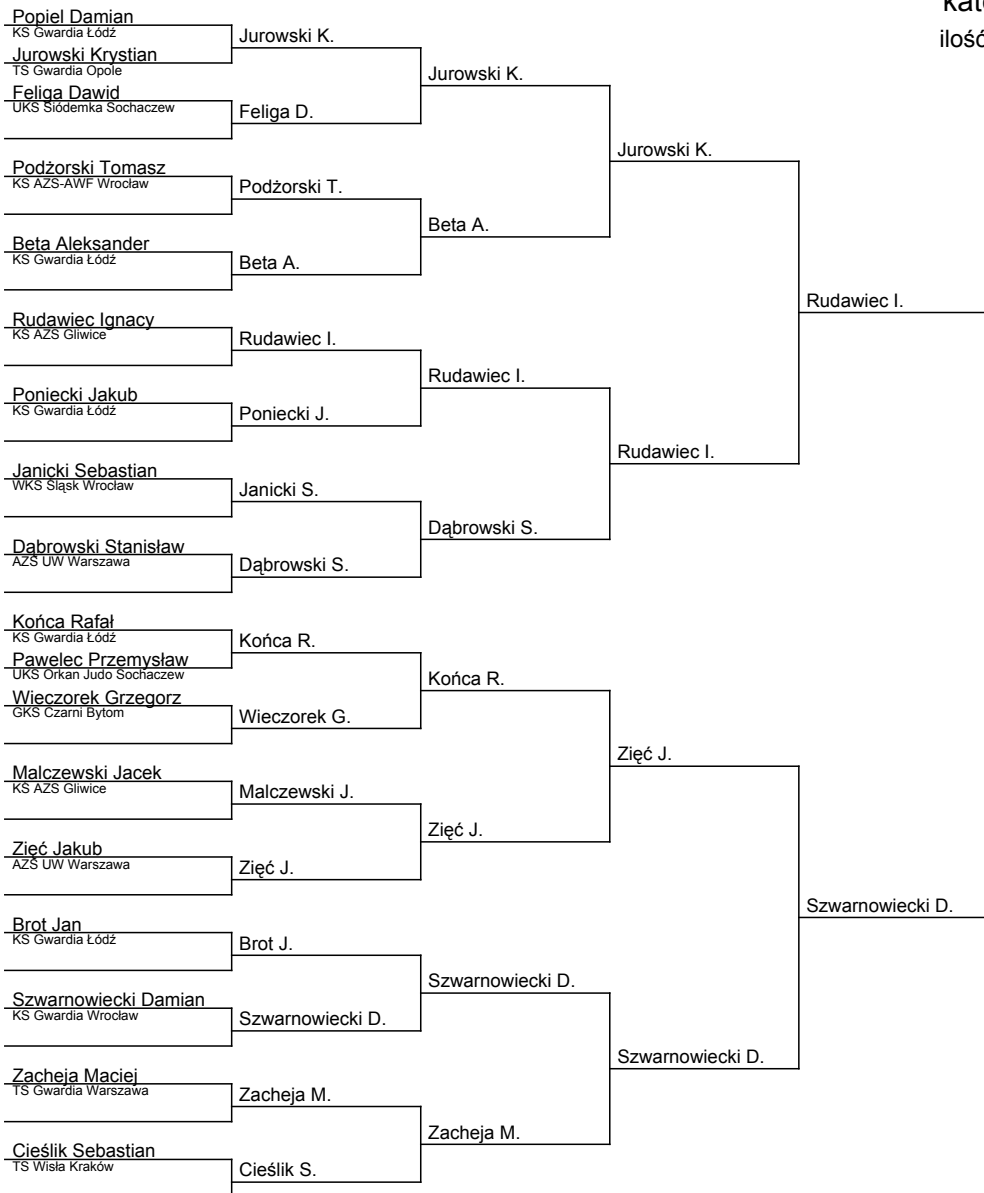 kate
ilość
Popiel Damian
KS Gwardia Łódź
Jurowski Krystian
TS Gwardia Opole
Feliga Dawid
UKS Siódemka Sochaczew
Podżorski Tomasz
KS AZS-AWF Wrocław
Beta Aleksander
KS Gwardia Łódź
Rudawiec Ignacy
KS AZS Gliwice
Poniecki Jakub
KS Gwardia Łódź
Janicki Sebastian
WKS Śląsk Wrocław
Dąbrowski Stanisław
AZS UW Warszawa
Końca Rafał
KS Gwardia Łódź
Pawelec Przemysław
UKS Orkan Judo Sochaczew
Wieczorek Grzegorz
GKS Czarni Bytom
Malczewski Jacek
KS AZS Gliwice
Zięć Jakub
AZS UW Warszawa
Brot Jan
KS Gwardia Łódź
Szwarnowiecki Damian
KS Gwardia Wrocław
Zacheja Maciej
TS Gwardia Warszawa
Cieślik Sebastian
TS Wisła Kraków
Jurowski K.
Feliga D.
Podżorski T.
Beta A.
Rudawiec I.
Poniecki J.
Janicki S.
Dąbrowski S.
Końca R.
Wieczorek G.
Malczewski J.
Zięć J.
Brot J.
Szwarnowiecki D.
Zacheja M.
Cieślik S.
Jurowski K.
Beta A.
Rudawiec I.
Dąbrowski S.
Końca R.
Zięć J.
Szwarnowiecki D.
Zacheja M.
Jurowski K.
Rudawiec I.
Zięć J.
Szwarnowiecki D.
Rudawiec I.
Szwarnowiecki D.